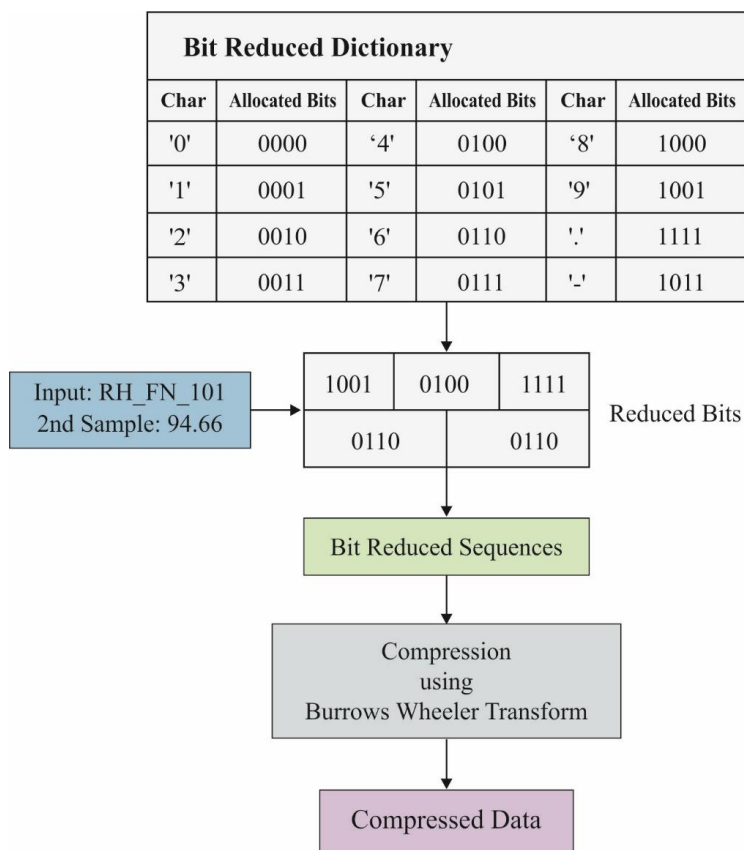 Bit Reduced Dictionary
Char Allocated Bits Char Allocated Bits Char Allocated Bits
'0' 0000 ‘4' 0100 ‘8' 1000
'1' 0001 '5' 0101 '9' 1001
'2' 0010 '6' 0110 '.' 1111
'3' 0011 '7' 0111 '-' 1011
Input: RH_FN_101
2nd Sample: 94.66
1001 0100 1111
0110 0110
Reduced Bits
Bit Reduced Sequences
Compression
using
Burrows Wheeler Transform
Compressed Data